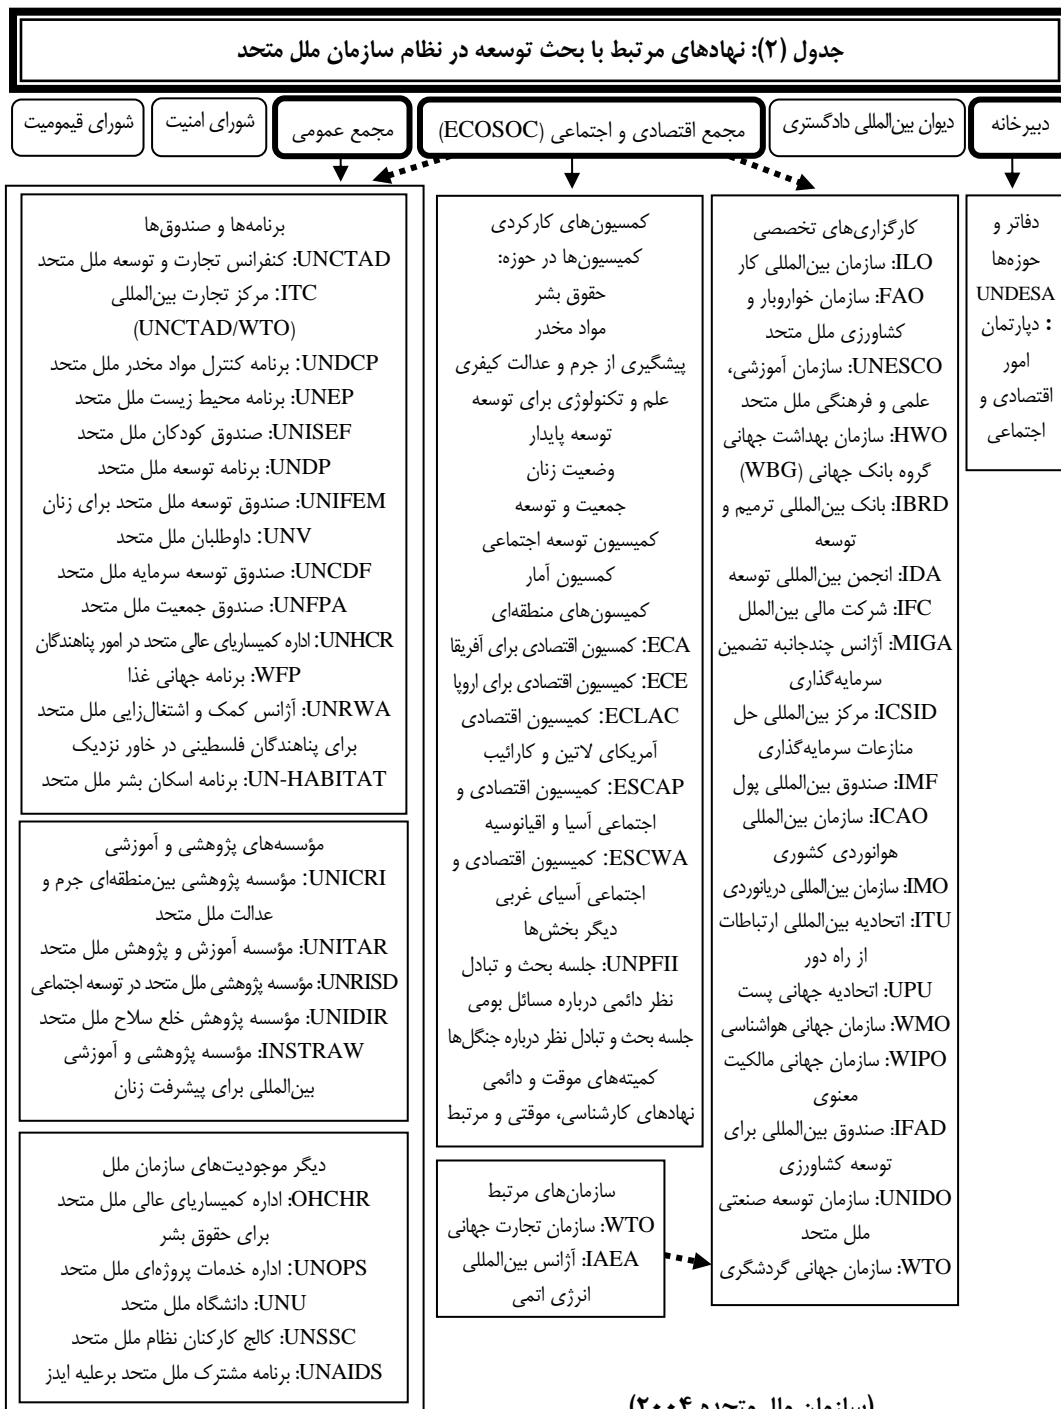 جدول (۲): نهادهای مرتبط با بحث توسعه در نظام سازمان ملل متحد
دبیرخانه
دیوان بین‌المللی دادگستری
مجمع اقتصادی و اجتماعی (ECOSOC)
مجمع عمومی
شورای امنیت
شورای قیمومیت
دفاتر و
حوزه‌ها
UNDESA
: دپارتمان
امور
اقتصادی و
اجتماعی
کارگزاری‌های تخصصی
ILO: سازمان بین‌المللی کار
FAO: سازمان خواروبار و
کشاورزی ملل متحد
UNESCO: سازمان آموزشی،
علمی و فرهنگی ملل متحد
HWO: سازمان بهداشت جهانی
گروه بانک جهانی (WBG)
IBRD: بانک بین‌المللی ترمیم و
توسعه
IDA: انجمن بین‌المللی توسعه
IFC: شرکت مالی بین‌الملل
MIGA: آژانس چندجانبه تضمین
سرمایه‌گذاری
ICSID: مرکز بین‌المللی حل
منازعات سرمایه‌گذاری
IMF: صندوق بین‌المللی پول
ICAO: سازمان بین‌المللی
هوانوردی کشوری
IMO: سازمان بین‌المللی دریانوردی
ITU: اتحادیه بین‌المللی ارتباطات
از راه دور
UPU: اتحادیه جهانی پست
WMO: سازمان جهانی هواشناسی
WIPO: سازمان جهانی مالکیت
معنوی
IFAD: صندوق بین‌المللی برای
توسعه کشاورزی
UNIDO: سازمان توسعه صنعتی
ملل متحد
WTO: سازمان جهانی گردشگری
کمسیون‌های کارکردی
کمیسیون‌ها در حوزه:
حقوق بشر
مواد مخدر
پیشگیری از جرم و عدالت کیفری
علم و تکنولوژی برای توسعه
توسعه پایدار
وضعیت زنان
جمعیت و توسعه
کمیسیون توسعه اجتماعی
کمسیون آمار
کمیسون‌های منطقه‌ای
ECA: کمسیون اقتصادی برای آفریقا
ECE: کمیسیون اقتصادی برای اروپا
ECLAC: کمیسیون اقتصادی
آمریکای لاتین و کارائیب
ESCAP: کمیسیون اقتصادی و
اجتماعی آسیا و اقیانوسیه
ESCWA: کمیسیون اقتصادی و
اجتماعی آسیای غربی
دیگر بخش‌ها
UNPFII: جلسه بحث و تبادل
نظر دائمی درباره مسائل بومی
جلسه بحث و تبادل نظر درباره جنگل‌ها
کمیته‌های موقت و دائمی
نهادهای کارشناسی، موقتی و مرتبط
سازمان‌های مرتبط
WTO: سازمان تجارت جهانی
IAEA: آژانس بین‌المللی
انرژی اتمی
برنامه‌ها و صندوق‌ها
UNCTAD: کنفرانس تجارت و توسعه ملل متحد
ITC: مرکز تجارت بین‌المللی
(UNCTAD/WTO)
UNDCP: برنامه کنترل مواد مخدر ملل متحد
UNEP: برنامه محیط زیست ملل متحد
UNISEF: صندوق کودکان ملل متحد
UNDP: برنامه توسعه ملل متحد
UNIFEM: صندوق توسعه ملل متحد برای زنان
UNV: داوطلبان ملل متحد
UNCDF: صندوق توسعه سرمایه ملل متحد
UNFPA: صندوق جمعیت ملل متحد
UNHCR: اداره کمیساریای عالی متحد در امور پناهندگان
WFP: برنامه جهانی غذا
UNRWA: آژانس کمک و اشتغال‌زایی ملل متحد
برای پناهندگان فلسطینی در خاور نزدیک
UN-HABITAT: برنامه اسکان بشر ملل متحد
مؤسسه‌های پژوهشی و آموزشی
UNICRI: مؤسسه پژوهشی بین‌منطقه‌ای جرم و
عدالت ملل متحد
UNITAR: مؤسسه آموزش و پژوهش ملل متحد
UNRISD: مؤسسه پژوهشی ملل متحد در توسعه اجتماعی
UNIDIR: مؤسسه پژوهش خلع سلاح ملل متحد
INSTRAW: مؤسسه پژوهشی و آموزشی
بین‌المللی برای پیشرفت زنان
دیگر موجودیت‌های سازمان ملل
OHCHR: اداره کمیساریای عالی ملل متحد
برای حقوق بشر
UNOPS: اداره خدمات پروژه‌ای ملل متحد
UNU: دانشگاه ملل متحد
UNSSC: کالج کارکنان نظام ملل متحد
UNAIDS: برنامه مشترک ملل متحد برعلیه ایدز
(سازمان ملل متحده ۲۰۰۴)